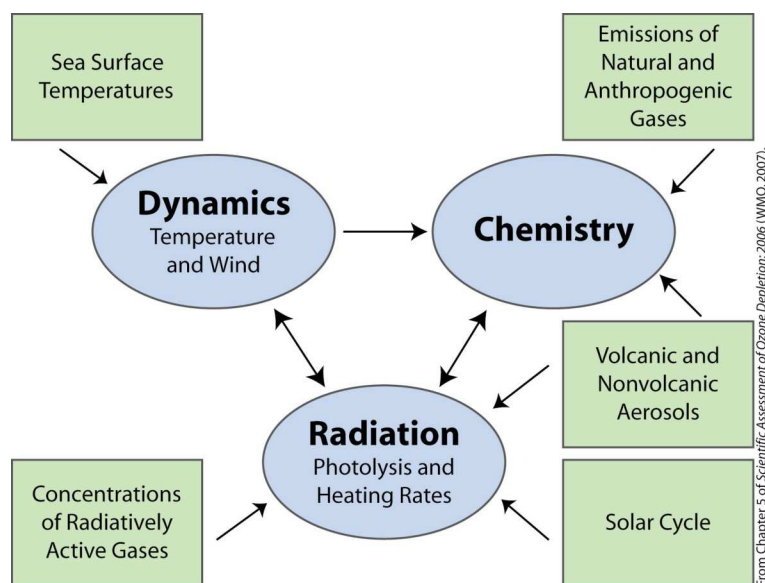 Sea Surface
Temperatures
Emissions of
Natural and
Anthropogenic
Gases
Dynamics
Temperature
and Wind
Chemistry
Volcanic and
Nonvolcanic
Aerosols
Radiation
Photolysis and
Heating Rates
Concentrations
of Radiatively
Active Gases
Solar Cycle
From Chapter 5 of Scientific Assessment of Ozone Depletion: 2006 (WMO, 2007).